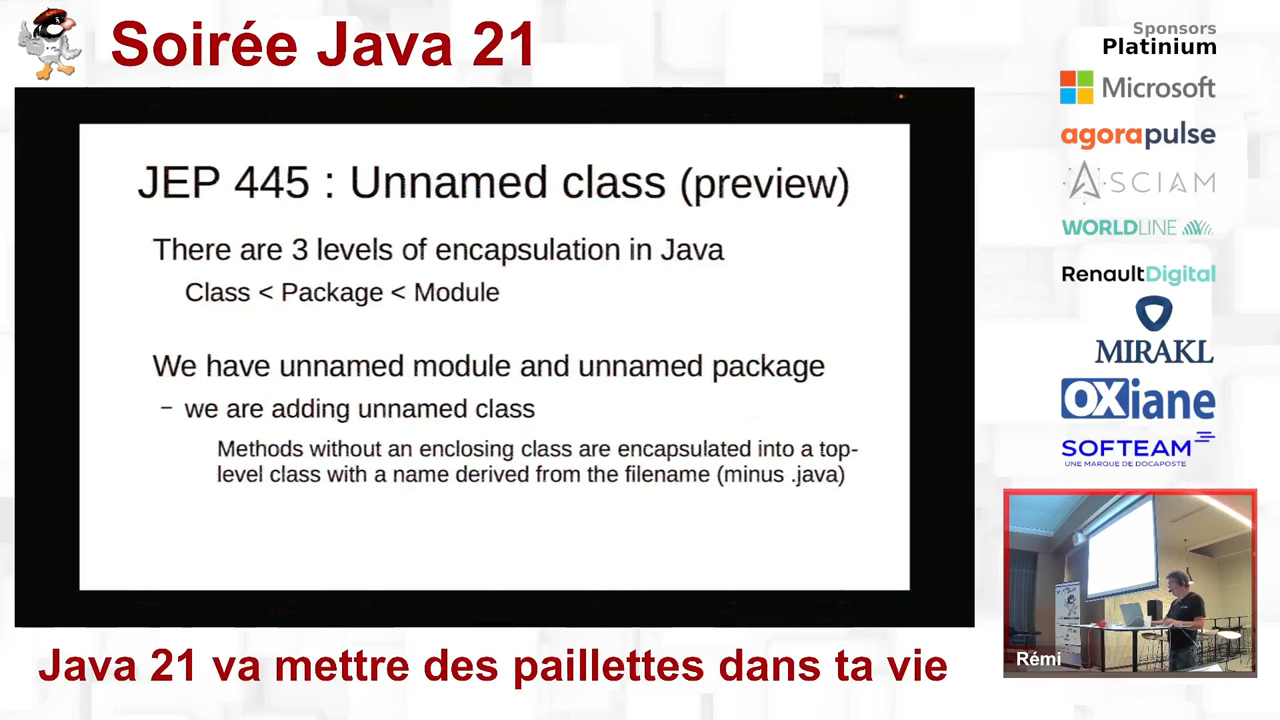 Soirée Java 21
JEP 445 : Unnamed class (preview)
There are 3 levels of encapsulation in Java
Class < Package < Module
We have unnamed module and unnamed package
– we are adding unnamed class
Methods without an enclosing class are encapsulated into a top-
level class with a name derived from the filename (minus .java)
Java 21 va mettre des paillettes dans ta vie
Sponsors
Platinium
Microsoft
agorapulse
ASCIAM
WORLDLINE
RenaultDigital
MIRAKL
OXiane
SOFTEAM
UNE MARQUE DE DOCAPOSTE
Rémi